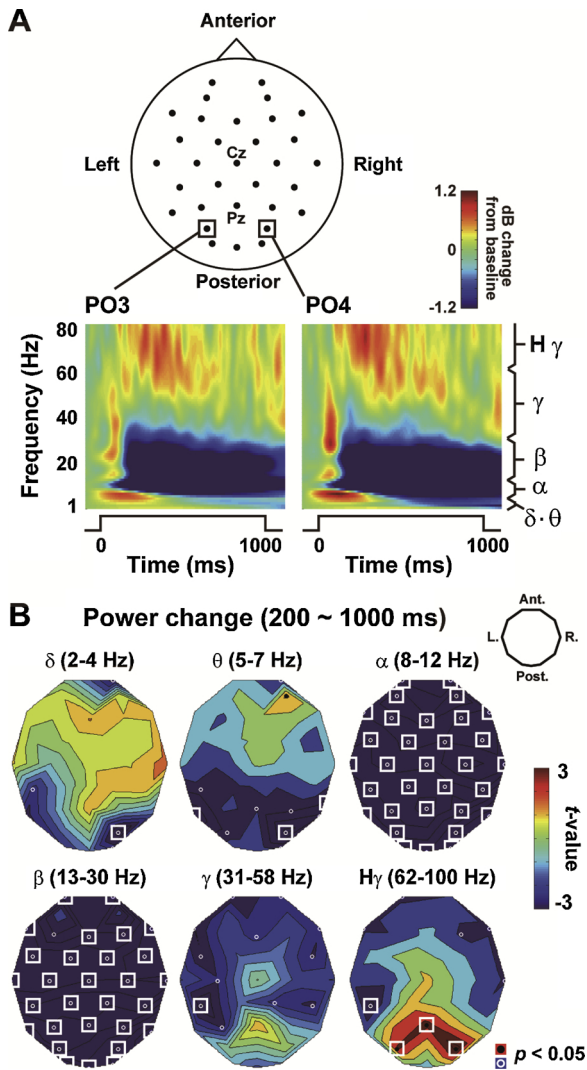 A
Anterior
Cz
Left
Right
Pz
Posterior
1.2
0
-1.2
dB change
from baseline
PO3
PO4
Frequency (Hz)
80
60
40
20
1
H γ
γ
β
α
δ·θ
0
1000
0
1000
Time (ms)
Time (ms)
B
Power change (200 ~ 1000 ms)
Ant.
L.
R.
Post.
δ (2-4 Hz)
θ (5-7 Hz)
α (8-12 Hz)
3
-3
t-value
β (13-30 Hz)
γ (31-58 Hz)
Hγ (62-100 Hz)
p < 0.05